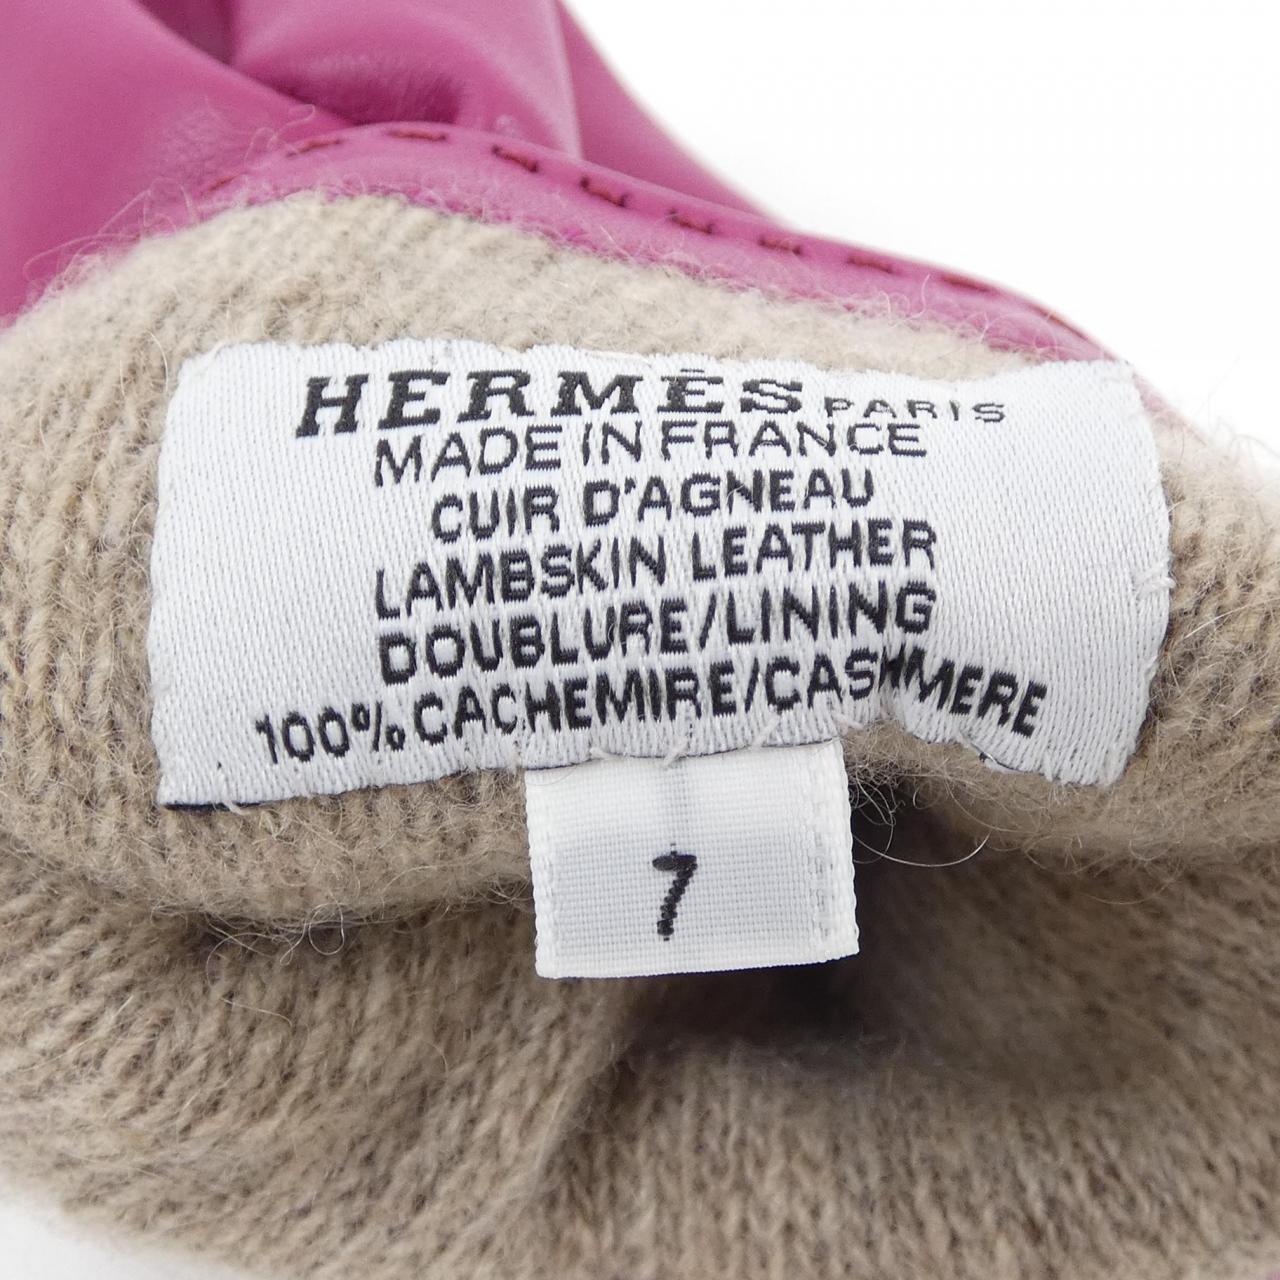 HERMÈS PARIS
MADE IN FRANCE
CUIR D'AGNEAU
LAMBSKIN LEATHER
DOUBLURE/LINING
100% CACHEMIRE/CASHMERE
7